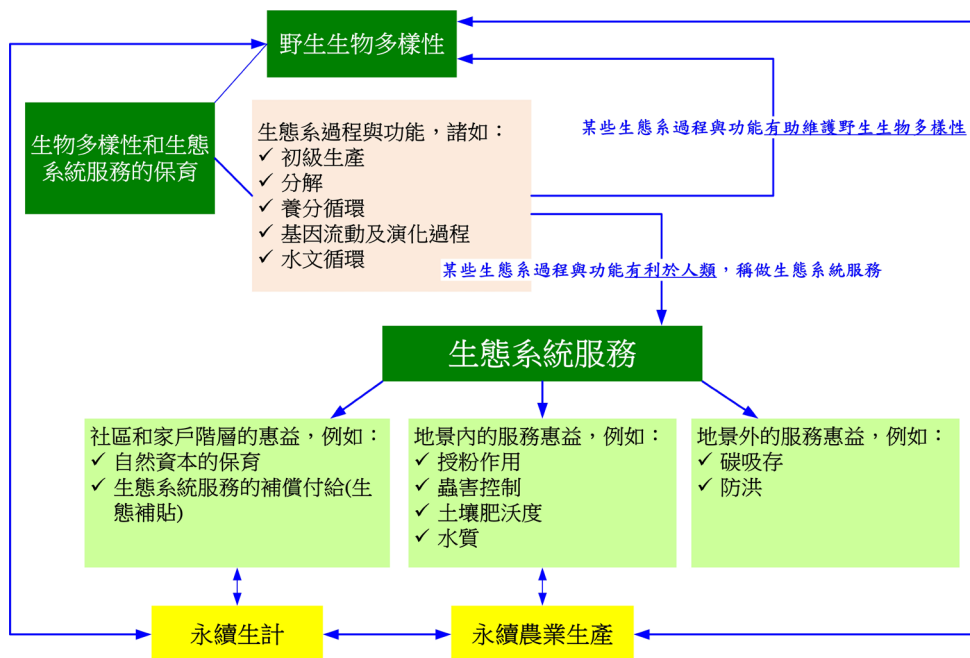 野生生物多樣性
生物多樣性和生態
系統服務的保育
生態系過程與功能，諸如：
✓ 初級生產
✓ 分解
✓ 養分循環
✓ 基因流動及演化過程
✓ 水文循環
某些生態系過程與功能有助維護野生生物多樣性
某些生態系過程與功能有利於人類，稱做生態系統服務
生態系統服務
社區和家戶階層的惠益，例如：
✓ 自然資本的保育
✓ 生態系統服務的補償付給(生
態補貼)
地景內的服務惠益，例如：
✓ 授粉作用
✓ 蟲害控制
✓ 土壤肥沃度
✓ 水质
地景外的服務惠益，例如：
✓ 碳吸存
✓ 防洪
永續生計
永續農業生產